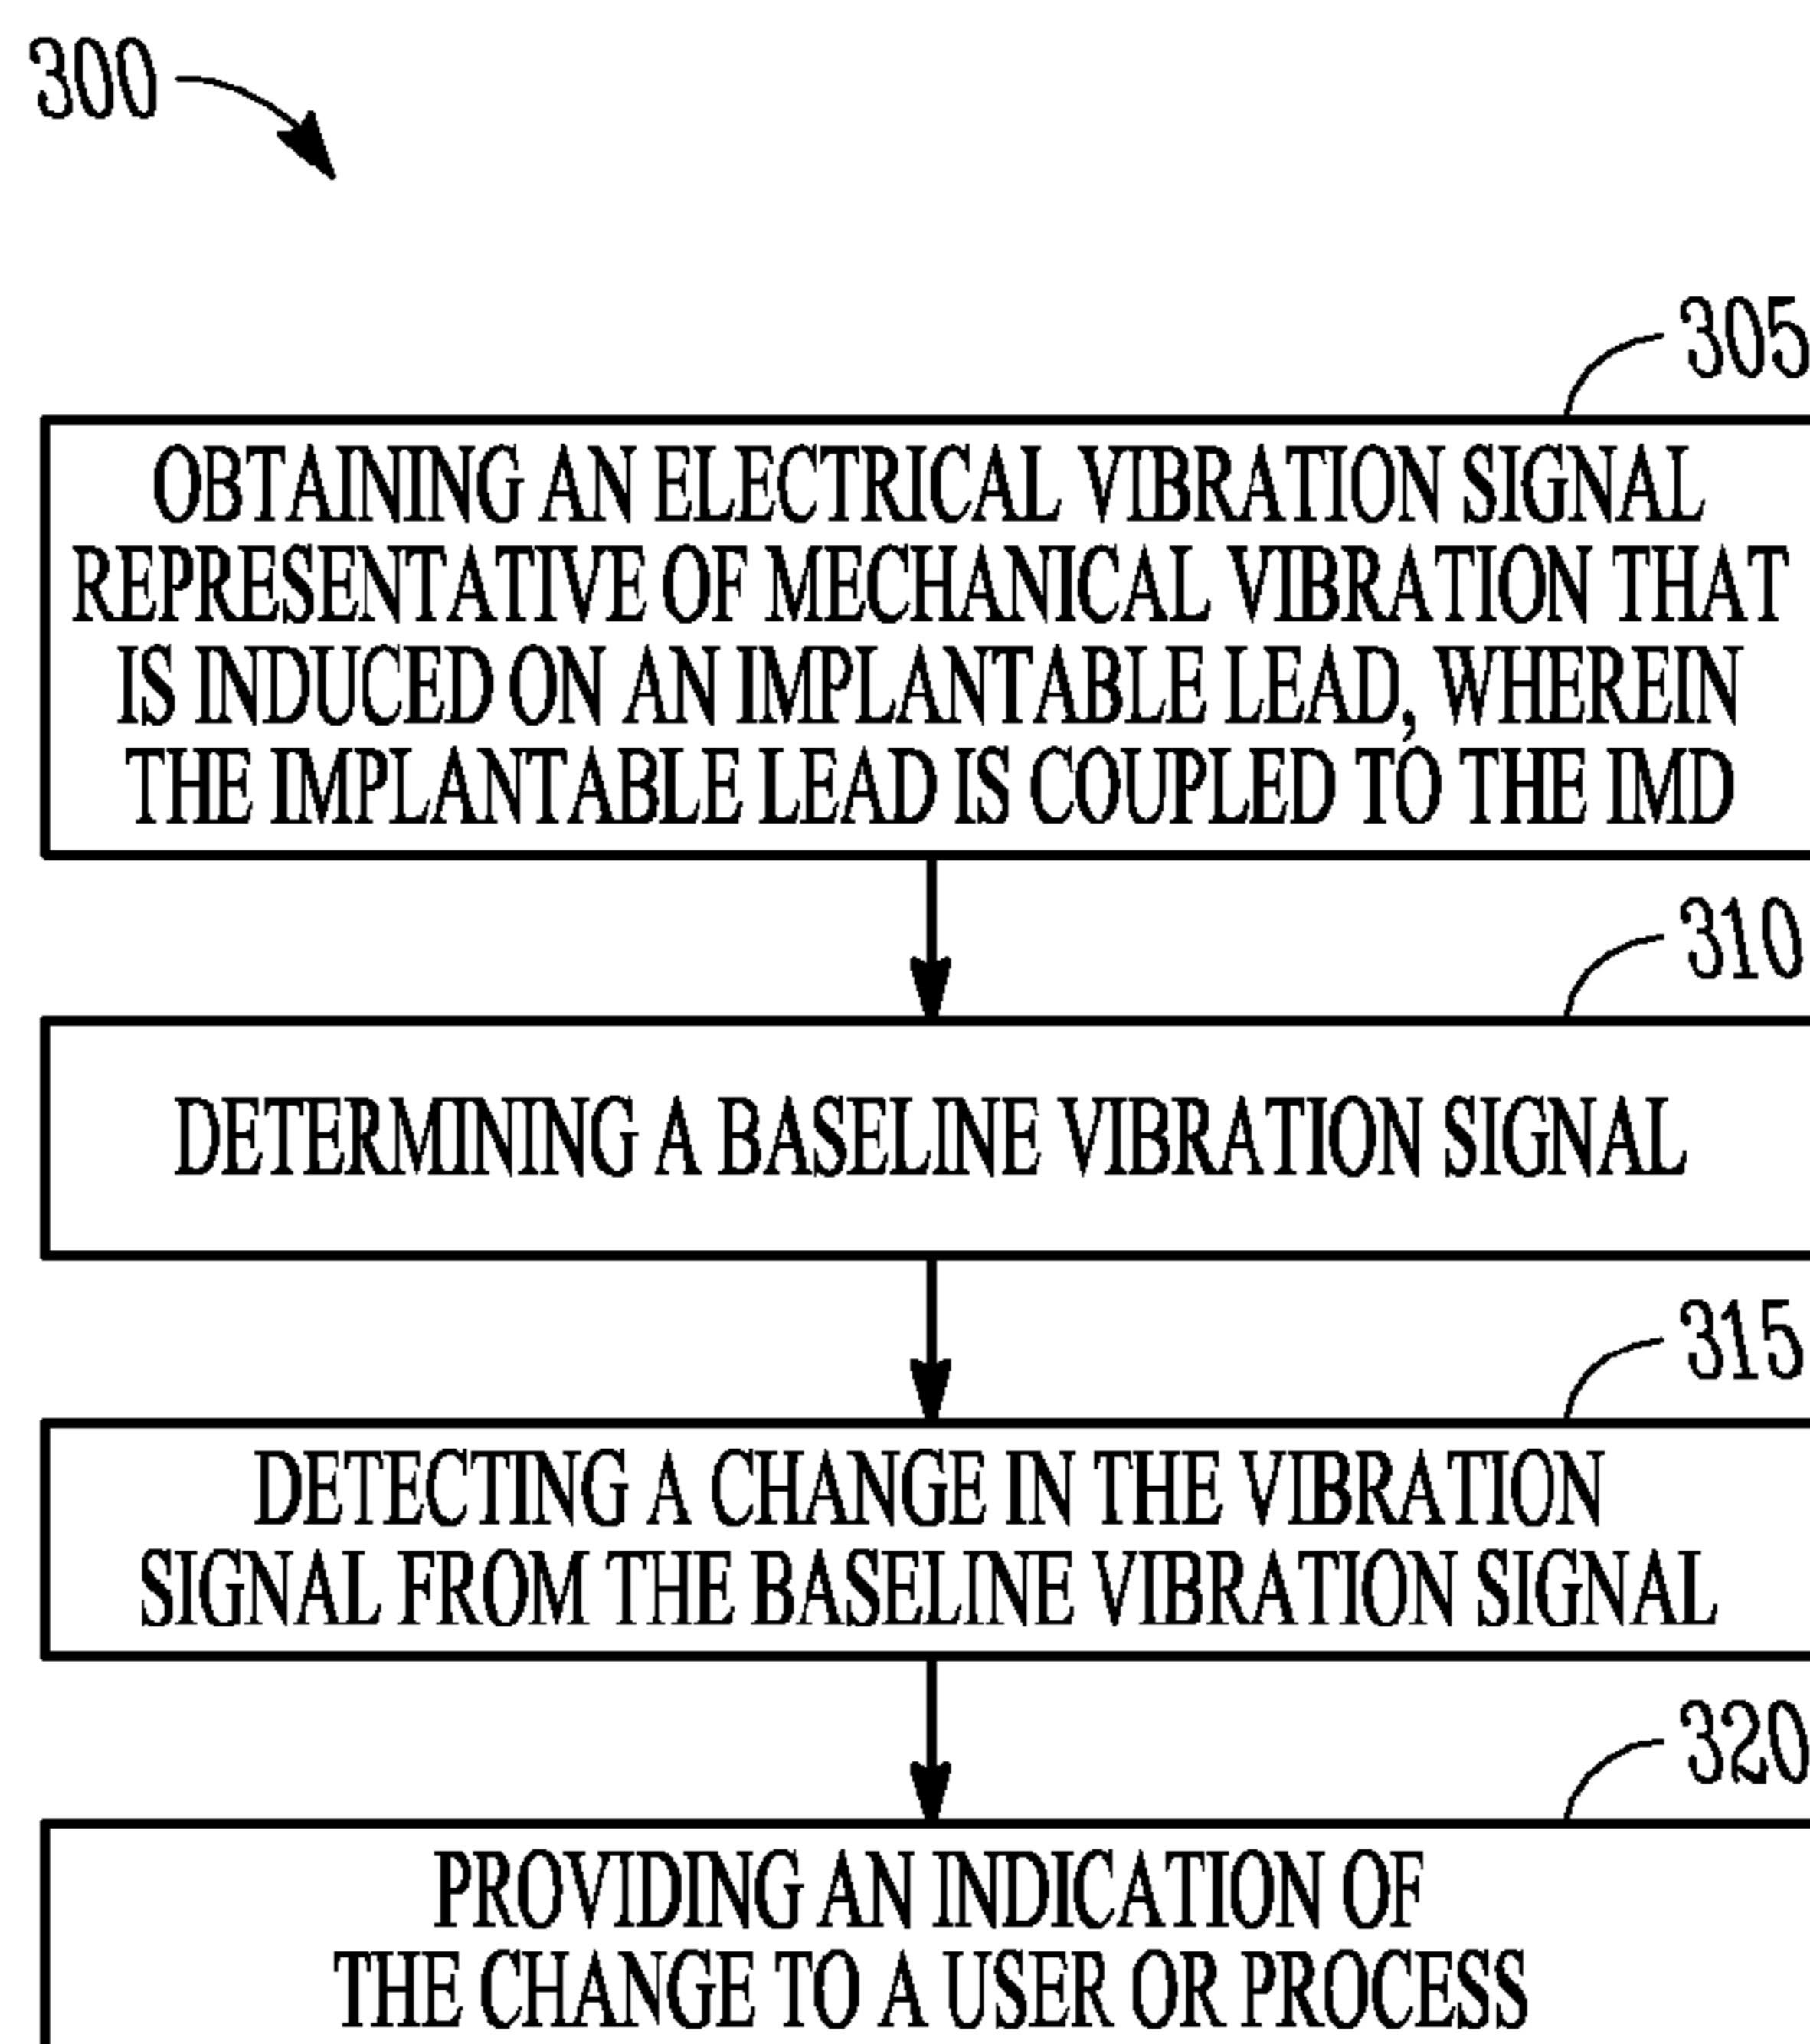 300
305
OBTAINING AN ELECTRICAL VIBRATION SIGNAL
REPRESENTATIVE OF MECHANICAL VIBRATION THAT
IS INDUCED ON AN IMPLANTABLE LEAD, WHEREIN
THE IMPLANTABLE LEAD IS COUPLED TO THE IMD
310
DETERMINING A BASELINE VIBRATION SIGNAL
315
DETECTING A CHANGE IN THE VIBRATION
SIGNAL FROM THE BASELINE VIBRATION SIGNAL
320
PROVIDING AN INDICATION OF
THE CHANGE TO A USER OR PROCESS